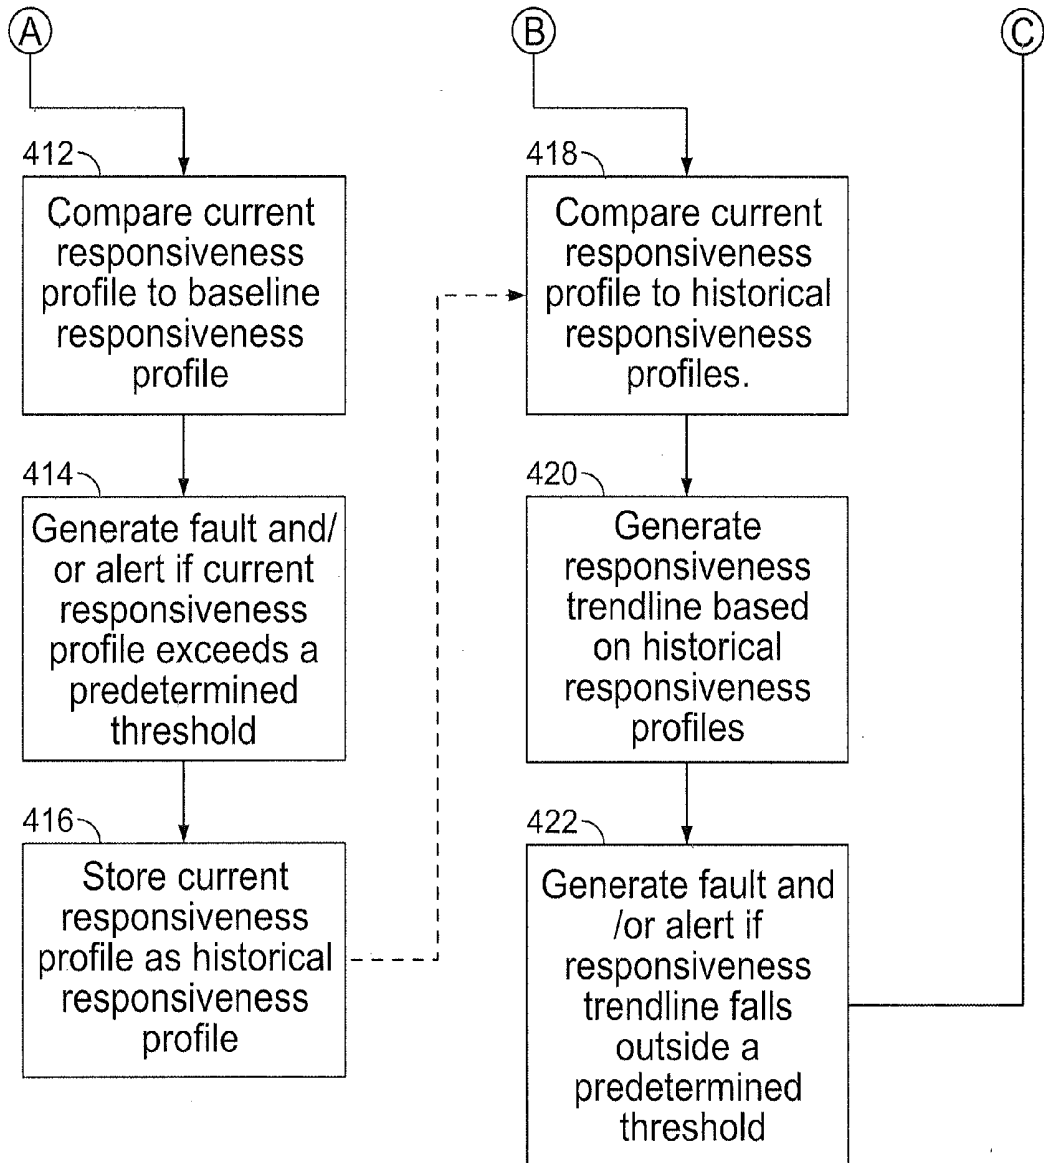 A
B
C
412
Compare current
responsiveness
profile to baseline
responsiveness
profile
414
Generate fault and/
or alert if current
responsiveness
profile exceeds a
predetermined
threshold
416
Store current
responsiveness
profile as historical
responsiveness
profile
418
Compare current
responsiveness
profile to historical
responsiveness
profiles.
420
Generate
responsiveness
trendline based
on historical
responsiveness
profiles
422
Generate fault and
/or alert if
responsiveness
trendline falls
outside a
predetermined
threshold